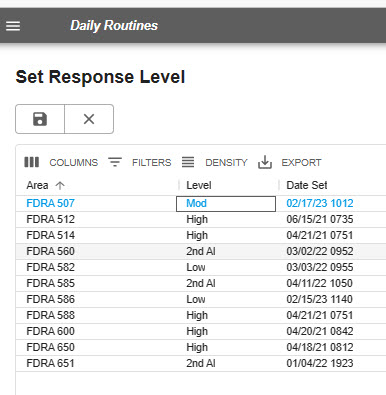 Daily Routines
Set Response Level
COLUMNS FILTERS DENSITY EXPORT
Area Level Date Set
FDRA 507 Mod 02/17/23 1012
FDRA 512 High 06/15/21 0735
FDRA 514 High 04/21/21 0751
FDRA 560 2nd Al 03/02/22 0952
FDRA 582 Low 03/03/22 0955
FDRA 585 2nd Al 04/11/22 1050
FDRA 586 Low 02/15/23 1140
FDRA 588 High 04/21/21 0751
FDRA 600 High 04/20/21 0842
FDRA 650 High 04/18/21 0812
FDRA 651 2nd Al 01/04/22 1923